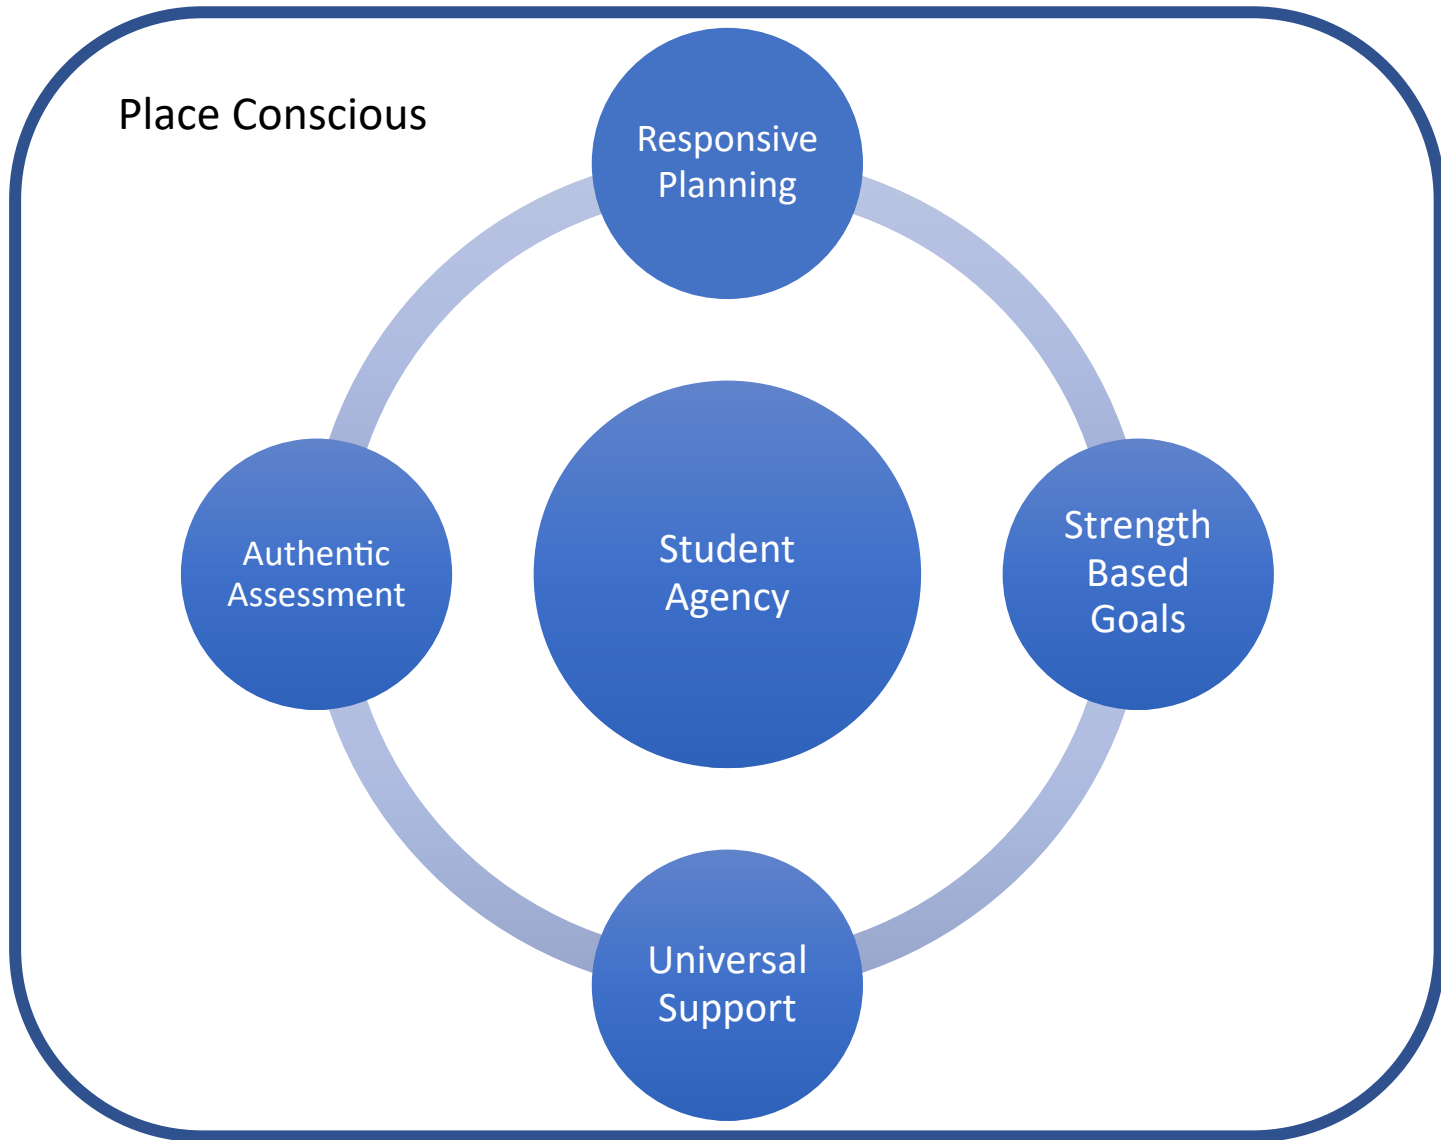 Place Conscious
Responsive
Planning
Authentic
Assessment
Student
Agency
Strength
Based
Goals
Universal
Support